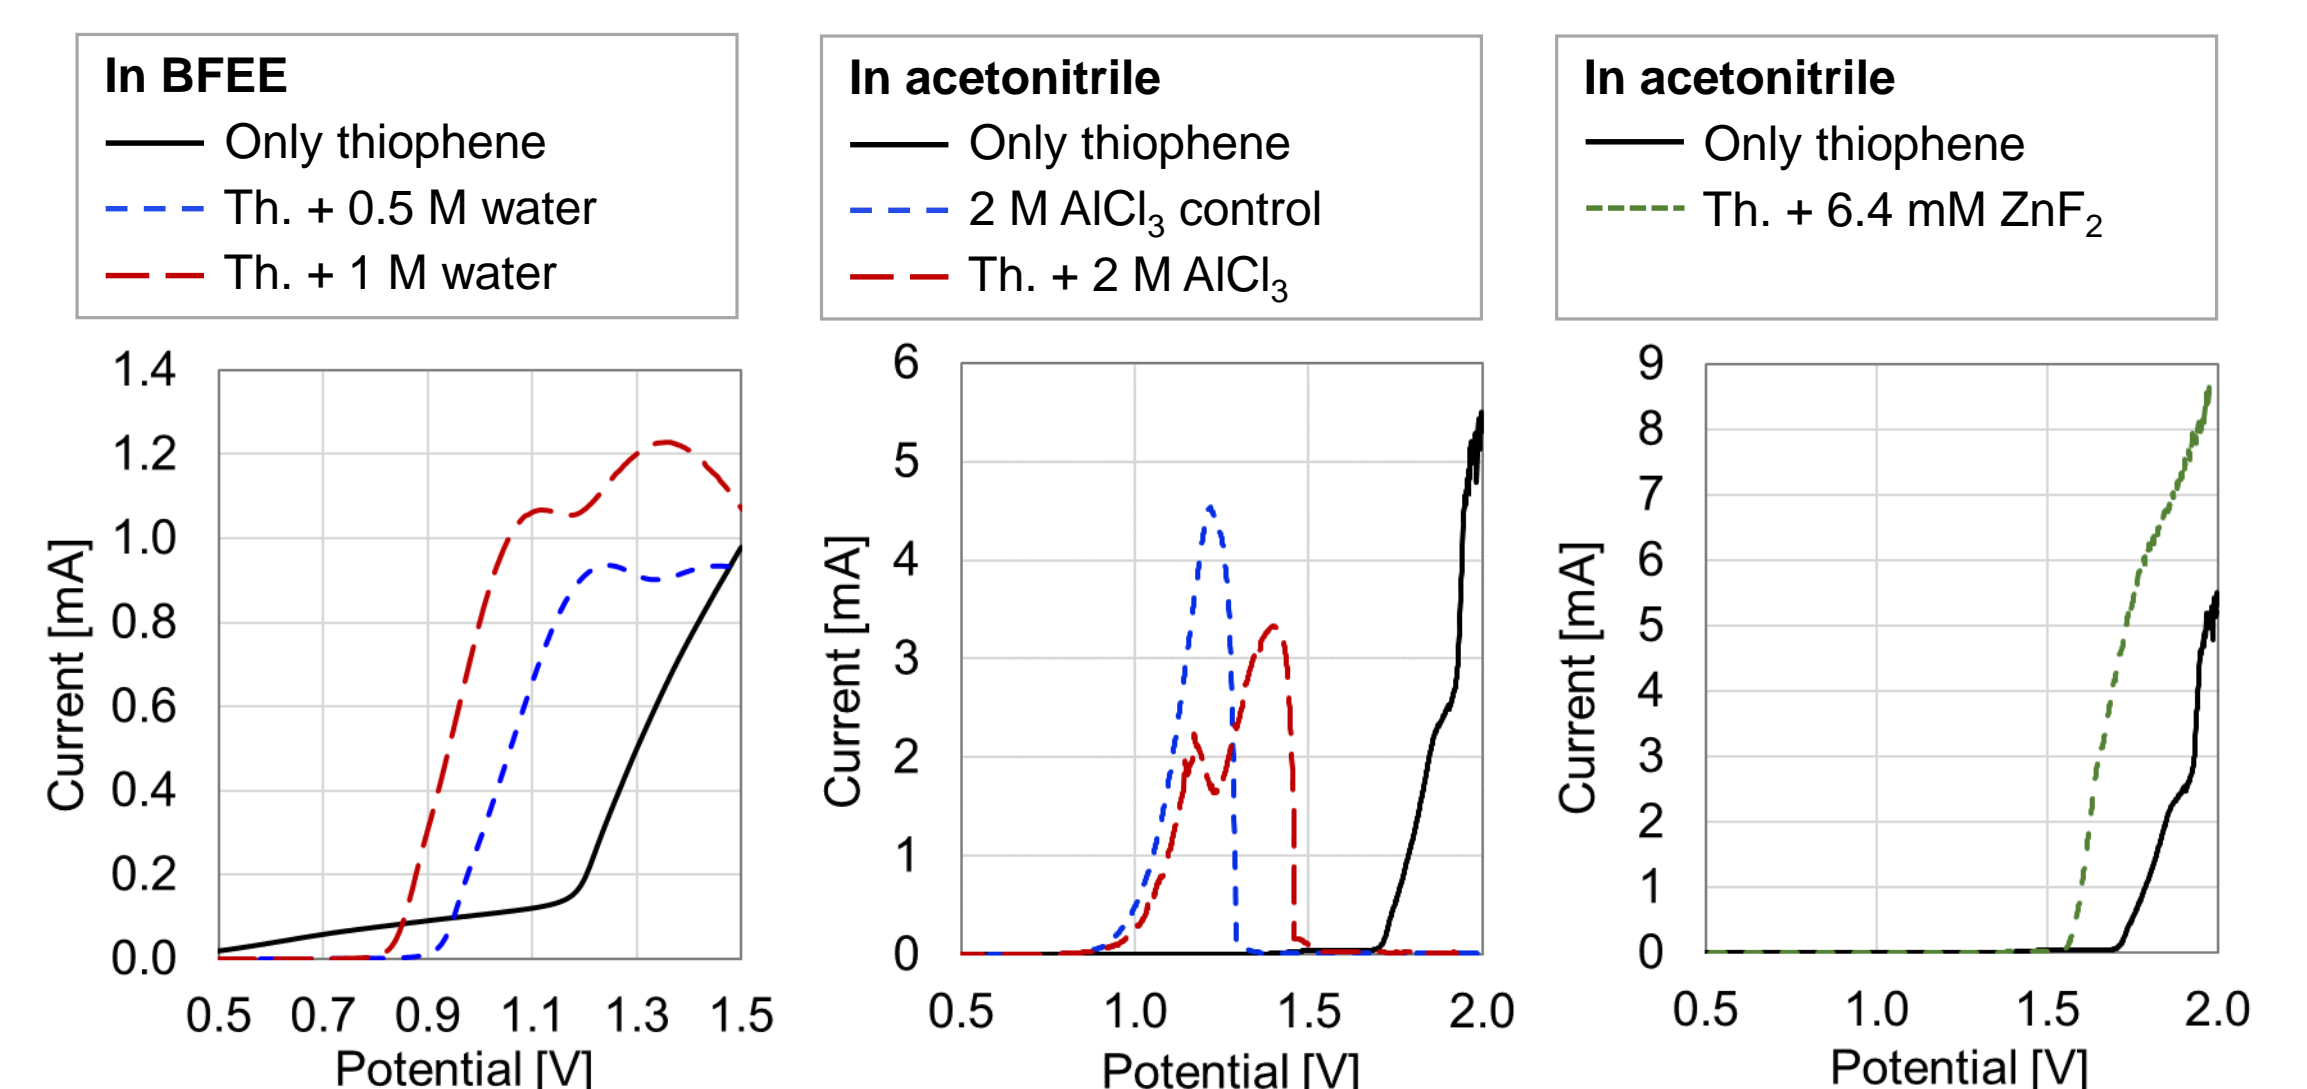 In BFEE
Only thiophene
Th. + 0.5 M water
Th. + 1 M water
In acetonitrile
Only thiophene
2 M AlCl3 control
Th. + 2 M AlCl3
In acetonitrile
Only thiophene
Th. + 6.4 mM ZnF2
Current [mA]
1.4
1.2
1.0
0.8
0.6
0.4
0.2
0.0
0.5 0.7 0.9 1.1 1.3 1.5
Potential [V]
Current [mA]
6
5
4
3
2
1
0
0.5 1.0 1.5 2.0
Potential [V]
Current [mA]
9
8
7
6
5
4
3
2
1
0
0.5 1.0 1.5 2.0
Potential [V]